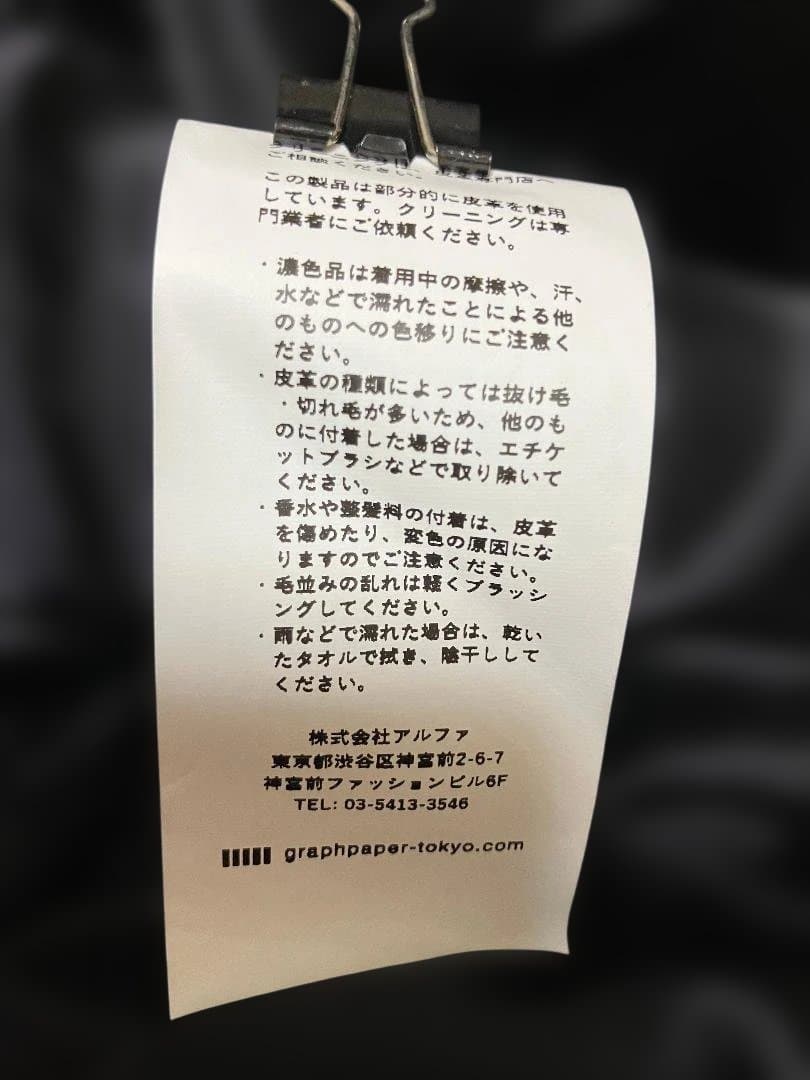 ご相談ください。皮革専門店へ
この製品は部分的に皮革を使用
しています。クリーニングは専
門業者にご依頼ください。
・濃色品は着用中の摩擦や、汗、
水などで濡れたことによる他
のものへの色移りにご注意く
ださい。
・皮革の種類によっては抜け毛
・切れ毛が多いため、他のも
のに付着した場合は、エチケ
ットブラシなどで取り除いて
ください。
・香水や整髪料の付着は、皮革
を傷めたり、変色の原因にな
りますのでご注意ください。
・毛並みの乱れは軽くブラッシ
ングしてください。
・雨などで濡れた場合は、乾い
たタオルで拭き、陰干しして
ください。
株式会社アルファ
東京都渋谷区神宮前2-6-7
神宮前ファッションビル6F
TEL: 03-5413-3546
graphpaper-tokyo.com